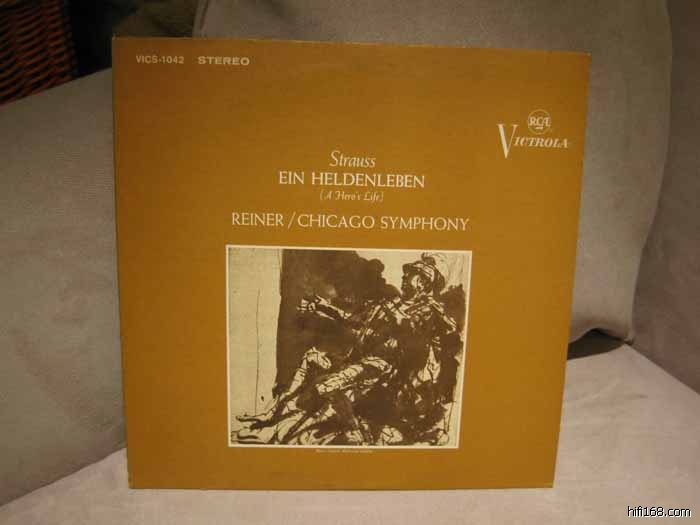 VICS-1042 STEREO
RCA
VICTROLA
Strauss
EIN HELDENLEBEN
(A Hero's Life)
REINER/CHICAGO SYMPHONY
hifi168.com